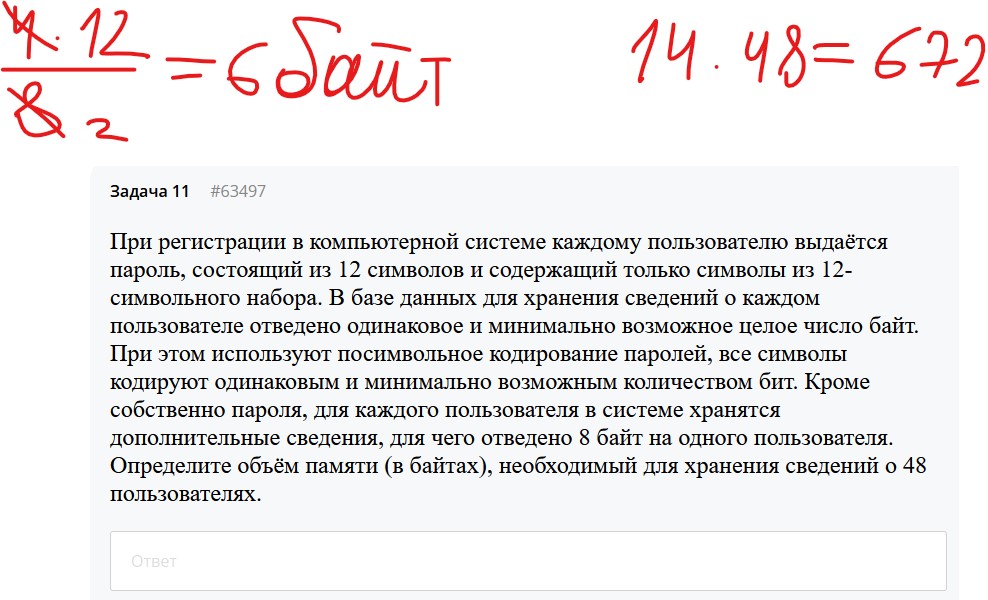 4 · 12 / 8 2 = 6 байт
14 · 48 = 672
Задача 11 #63497
При регистрации в компьютерной системе каждому пользователю выдаётся
пароль, состоящий из 12 символов и содержащий только символы из 12-
символьного набора. В базе данных для хранения сведений о каждом
пользователе отведено одинаковое и минимально возможное целое число байт.
При этом используют посимвольное кодирование паролей, все символы
кодируют одинаковым и минимально возможным количеством бит. Кроме
собственно пароля, для каждого пользователя в системе хранятся
дополнительные сведения, для чего отведено 8 байт на одного пользователя.
Определите объём памяти (в байтах), необходимый для хранения сведений о 48
пользователях.
Ответ